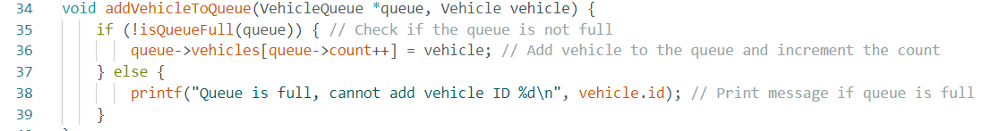 34 void addVehicleToQueue(VehicleQueue *queue, Vehicle vehicle) {
35 if (!isQueueFull(queue)) { // Check if the queue is not full
36 queue->vehicles[queue->count++] = vehicle; // Add vehicle to the queue and increment the count
37 } else {
38 printf("Queue is full, cannot add vehicle ID %d\n", vehicle.id); // Print message if queue is full
39 }